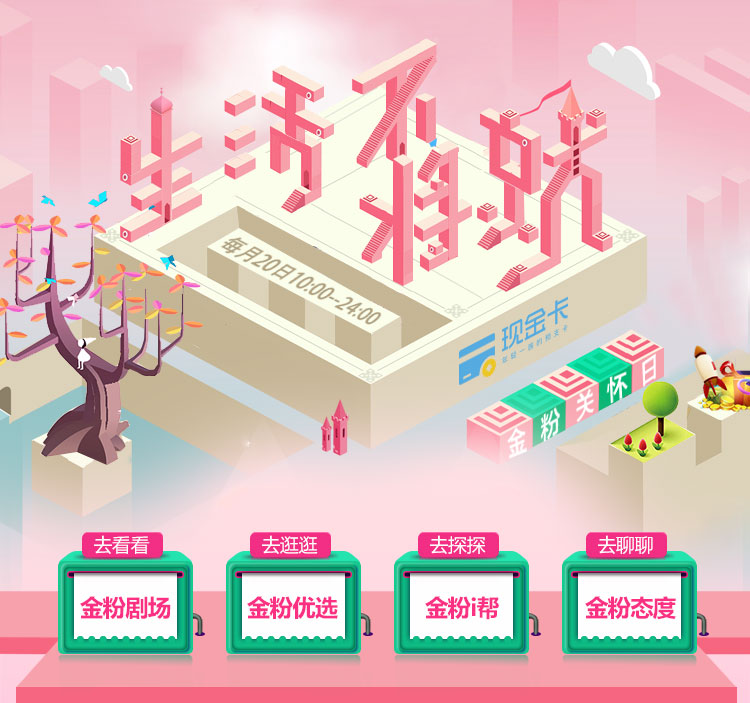 生活不
将就
每月20日10:00-24:00
现金卡
金粉关怀日
去看看
去逛逛
去探探
去聊聊
金粉剧场
金粉优选
金粉i帮
金粉态度